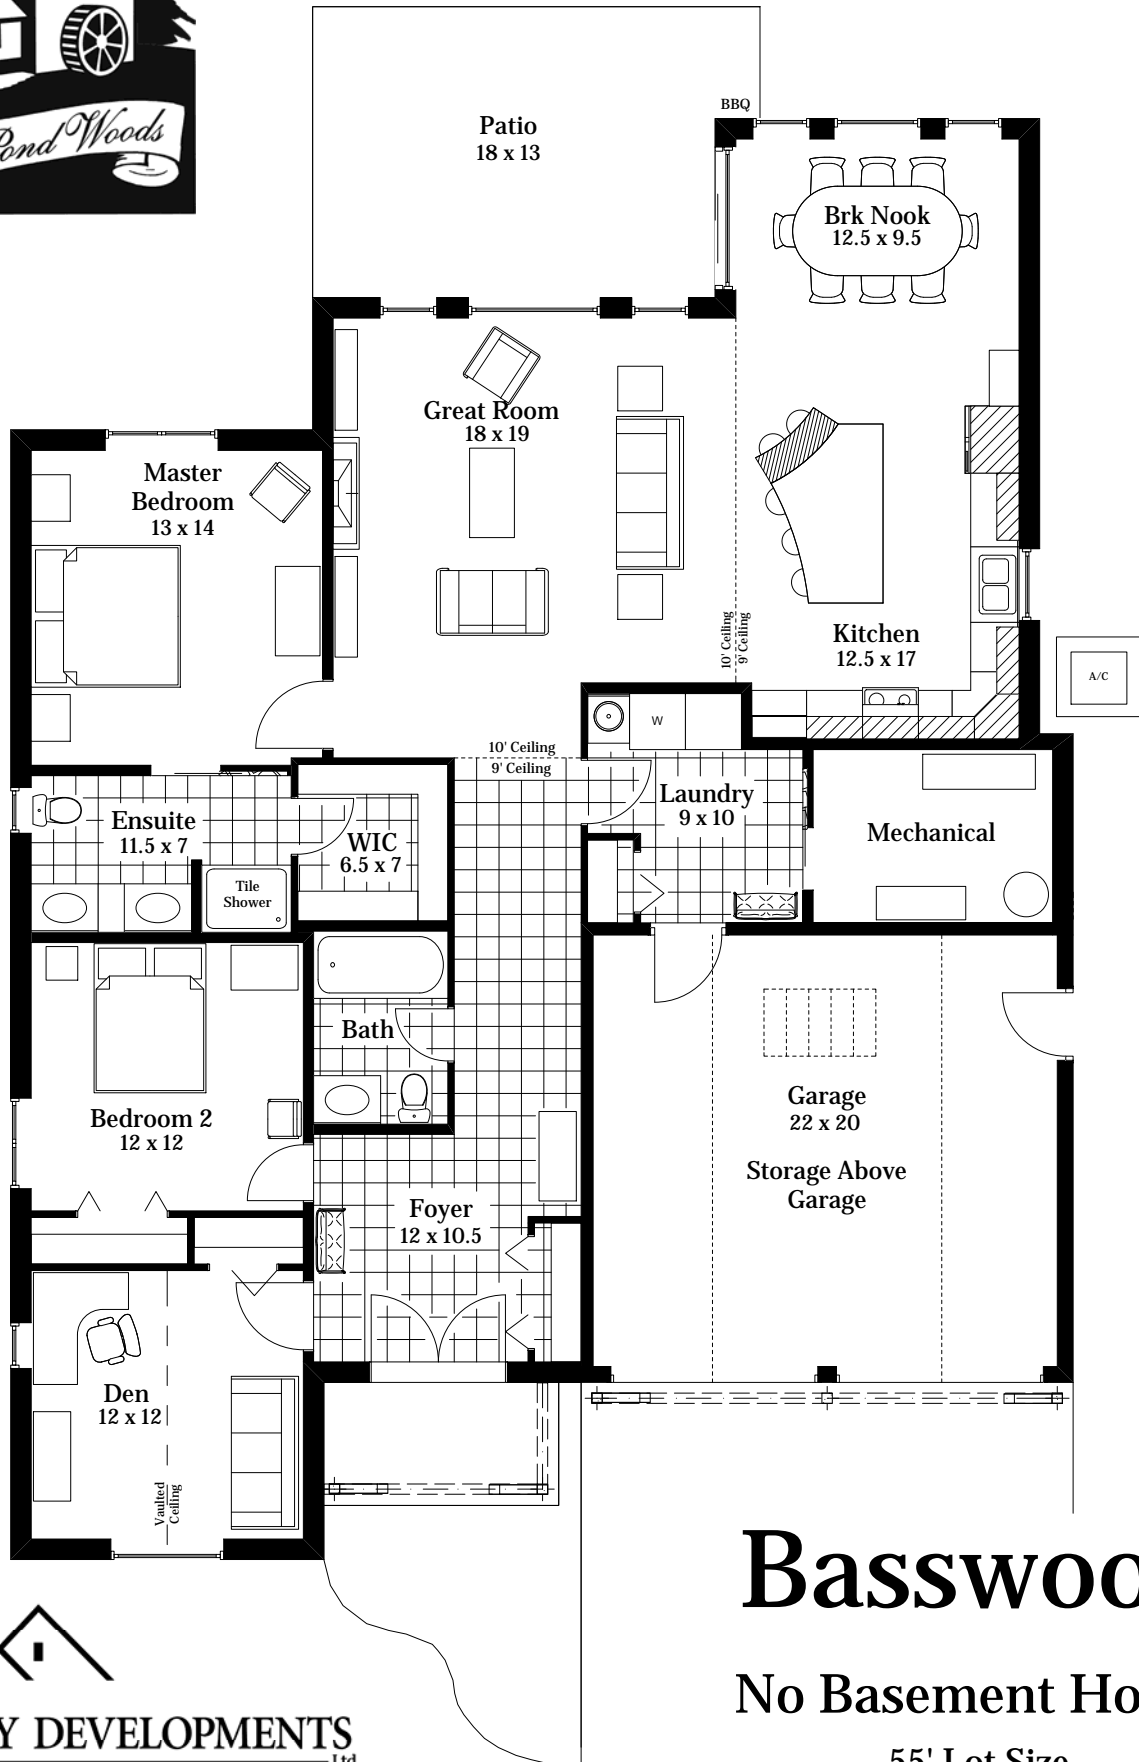 Pond Woods
BBQ
Patio
18 x 13
Brk Nook
12.5 x 9.5
Great Room
18 x 19
Master
Bedroom
13 x 14
10' Ceiling
9' Ceiling
Kitchen
12.5 x 17
A/C
W
10' Ceiling
9' Ceiling
Laundry
9 x 10
Mechanical
Ensuite
11.5 x 7
WIC
6.5 x 7
Tile
Shower
Bath
Bedroom 2
12 x 12
Garage
22 x 20
Storage Above
Garage
Foyer
12 x 10.5
Den
12 x 12
Vaulted
Ceiling
Basswoo
No Basement Ho
55' Lot Size
Y DEVELOPMENTS
Ltd